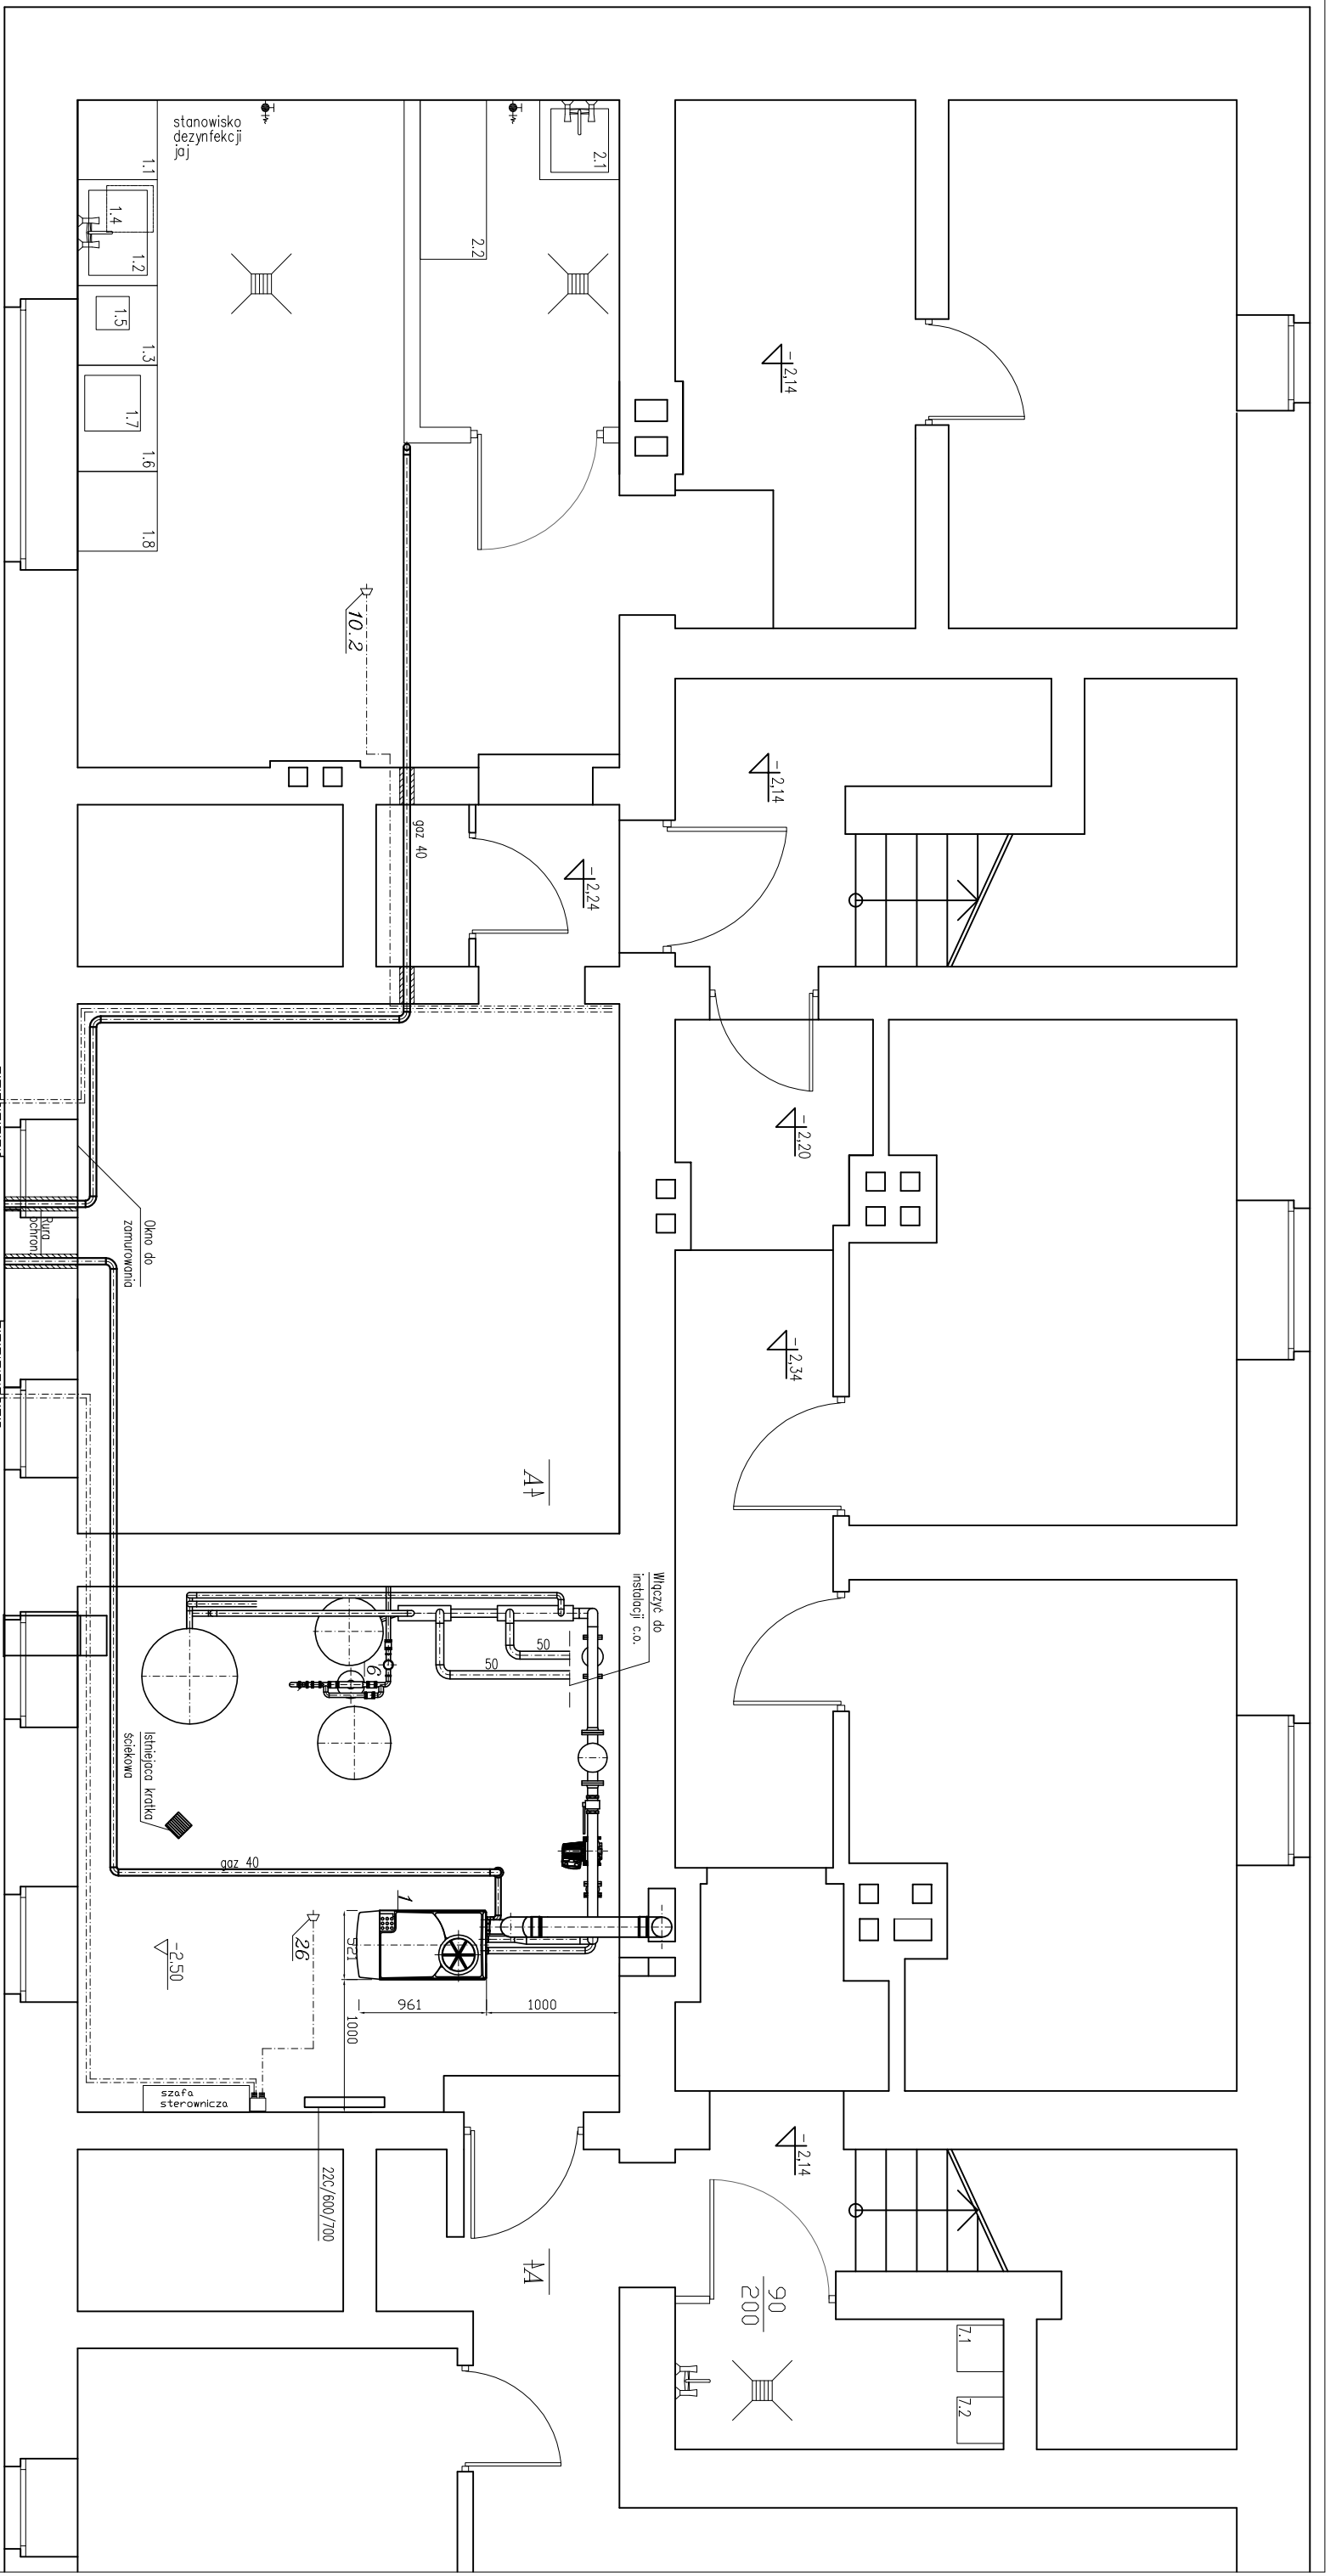 stanowisko
dezynfekcji
jaj
1.1
1.4
1.2
1.5
1.3
1.7
1.6
1.8
2.1
2.2
-2,14
10.2
-2,14
gaz 40
-2,24
-2,20
Okno do
zamurowania
Rura
ochron.
-2,34
A
Włączyć do
instalacji c.o.
50
50
6
Istniejąca kratka
ściekowa
gaz 40
1
26
-2.50
921
961
1000
1000
szafa
sterownicza
22C/600/700
-2,14
A
90
200
7.1
7.2